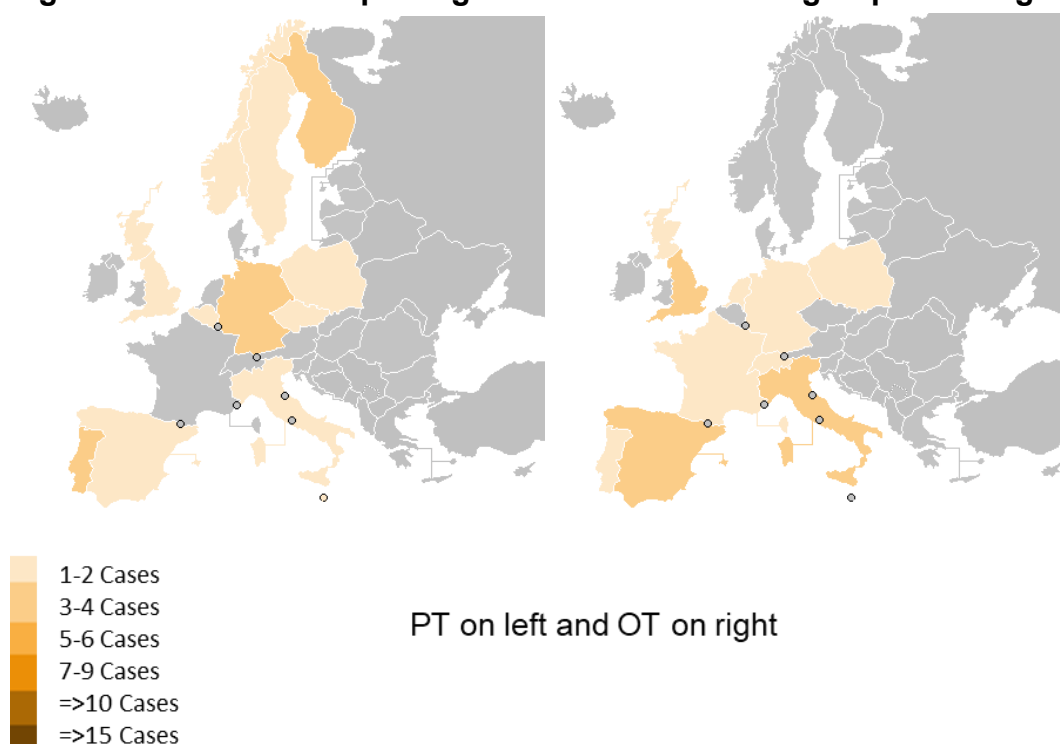 1-2 Cases
3-4 Cases
5-6 Cases
7-9 Cases
=>10 Cases
=>15 Cases
PT on left and OT on right